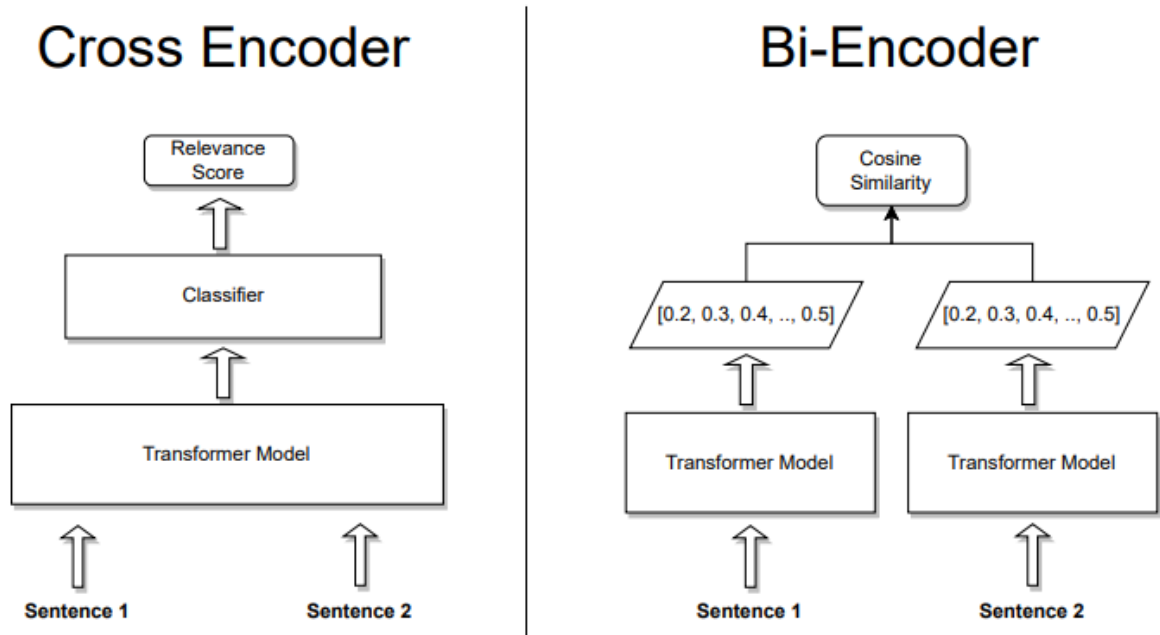 Cross Encoder
Relevance
Score
Classifier
Transformer Model
Sentence 1
Sentence 2
Bi-Encoder
Cosine
Similarity
[0.2, 0.3, 0.4, .., 0.5]
[0.2, 0.3, 0.4, .., 0.5]
Transformer Model
Transformer Model
Sentence 1
Sentence 2